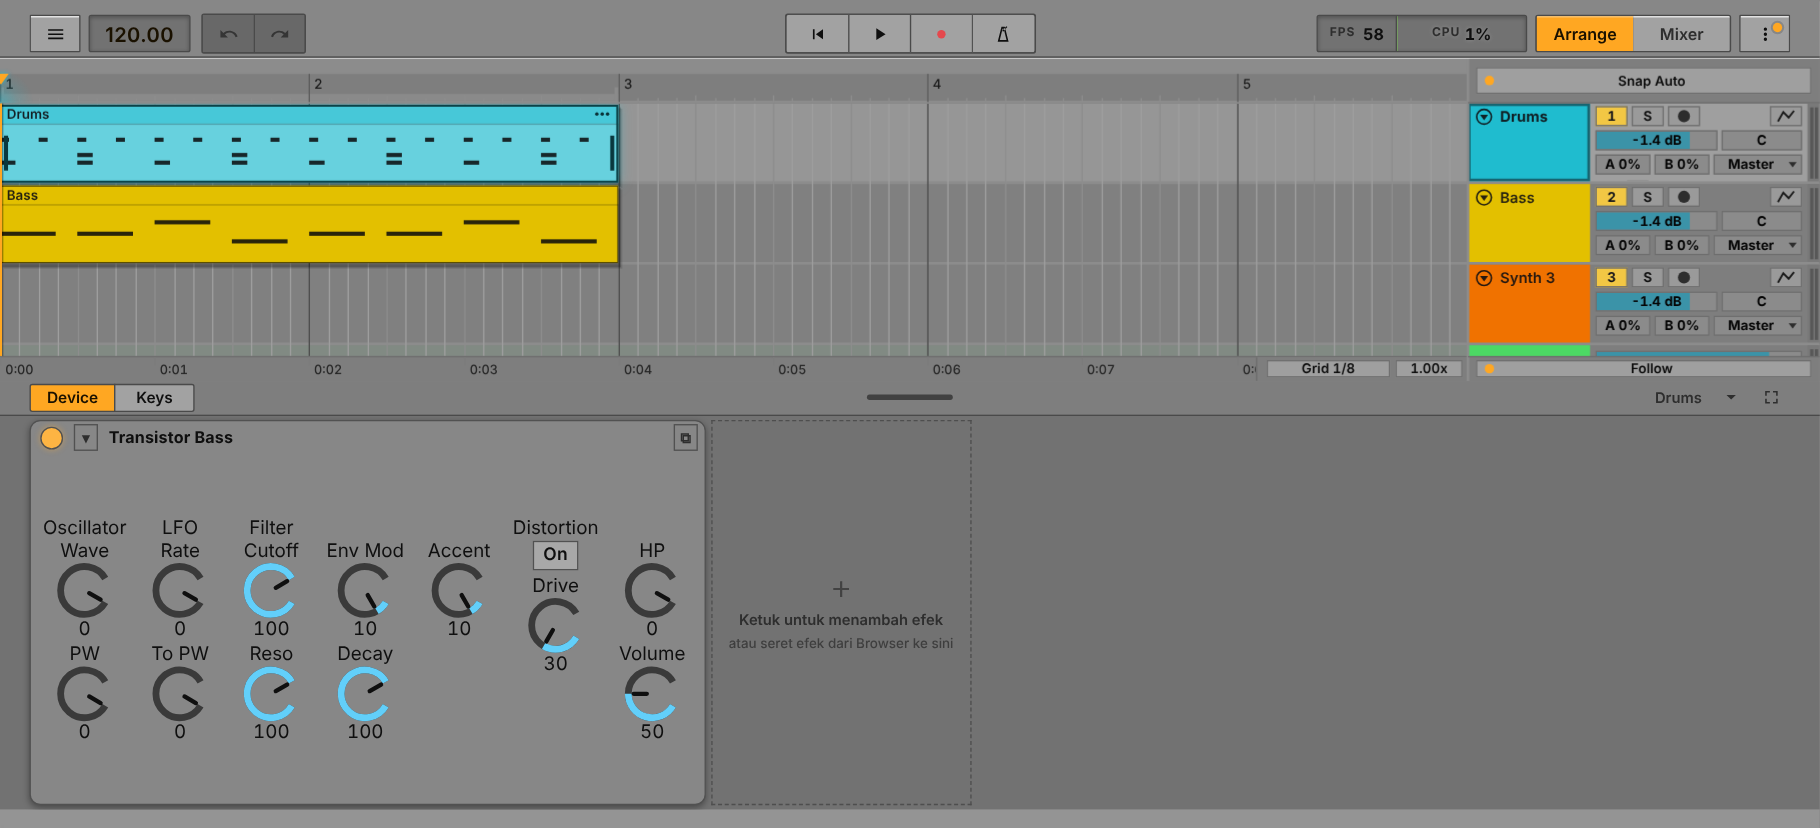 120.00
FPS 58 CPU 1% Arrange Mixer
1 2 3 4 5 Snap Auto
Drums
Drums 1 S
-1.4 dB C
A 0% B 0% Master
Bass
Bass 2 S
-1.4 dB C
A 0% B 0% Master
Synth 3 3 S
-1.4 dB C
A 0% B 0% Master
0:00 0:01 0:02 0:03 0:04 0:05 0:06 0:07 Grid 1/8 1.00x Follow
Device Keys Drums
Transistor Bass
Oscillator LFO Filter Distortion
Wave Rate Cutoff Env Mod Accent On HP
Drive
0 0 100 10 10 30 0
PW To PW Reso Decay Volume
0 0 100 100 50
Ketuk untuk menambah efek
atau seret efek dari Browser ke sini